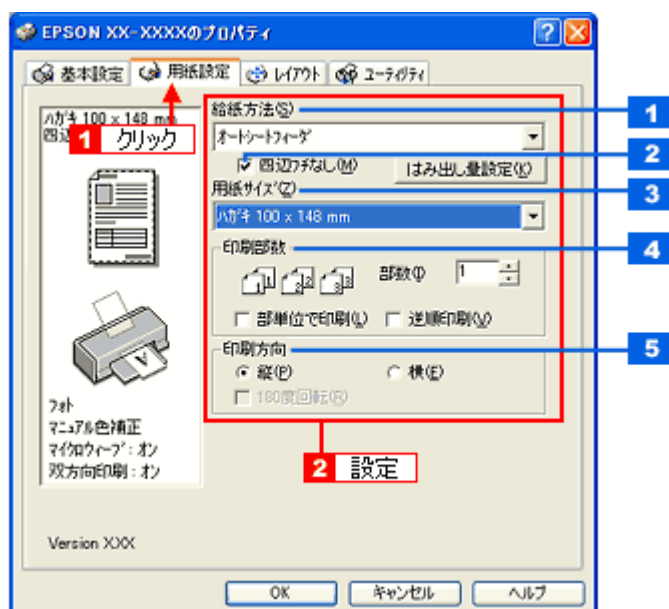 EPSON XX-XXXXのプロパティ
基本設定 用紙設定 レイアウト ユーティリティ
ハガキ 100 x 148 mm
四辺
1 クリック
給紙方法(S)
1
オートシートフィーダ
四辺フチなし(M) はみ出し量設定(K)
2
用紙サイズ(Z)
3
ハガキ 100 x 148 mm
印刷部数
4
部数(I) 1
部単位で印刷(L) 逆順印刷(V)
印刷方向
5
縦(P) 横(E)
180度回転(R)
フォト
マニュアル色補正
マイクロウィーブ：オン
双方向印刷：オン
2 設定
Version XXX
OK キャンセル ヘルプ